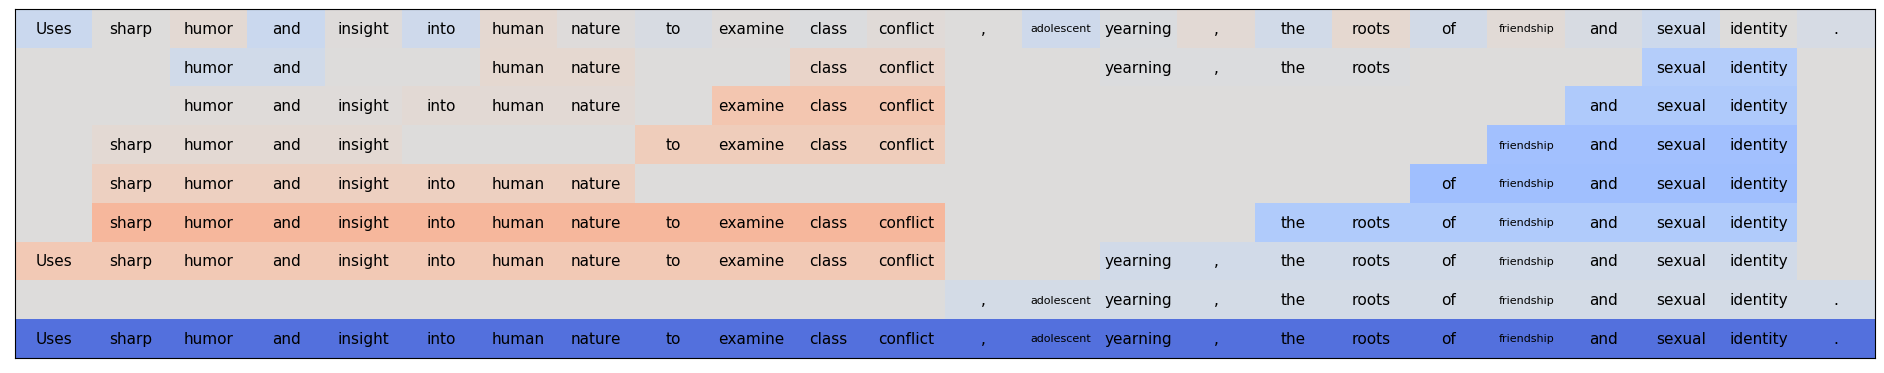 Uses sharp humor and insight into human nature to examine class conflict , adolescent yearning , the roots of friendship and sexual identity .
humor and human nature class conflict yearning , the roots sexual identity
humor and insight into human nature examine class conflict and sexual identity
sharp humor and insight to examine class conflict friendship and sexual identity
sharp humor and insight into human nature of friendship and sexual identity
sharp humor and insight into human nature to examine class conflict the roots of friendship and sexual identity
Uses sharp humor and insight into human nature to examine class conflict yearning , the roots of friendship and sexual identity
, adolescent yearning , the roots of friendship and sexual identity .
Uses sharp humor and insight into human nature to examine class conflict , adolescent yearning , the roots of friendship and sexual identity .